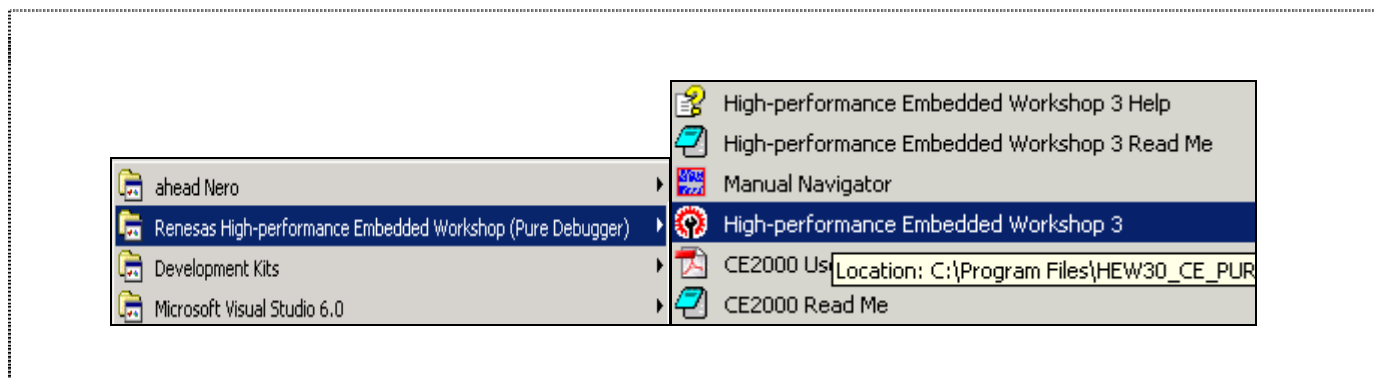 ahead Nero
Renesas High-performance Embedded Workshop (Pure Debugger)
Development Kits
Microsoft Visual Studio 6.0
High-performance Embedded Workshop 3 Help
High-performance Embedded Workshop 3 Read Me
Manual Navigator
High-performance Embedded Workshop 3
CE2000
Location: C:\Program Files\HEW30_CE_PUR
CE2000 Read Me